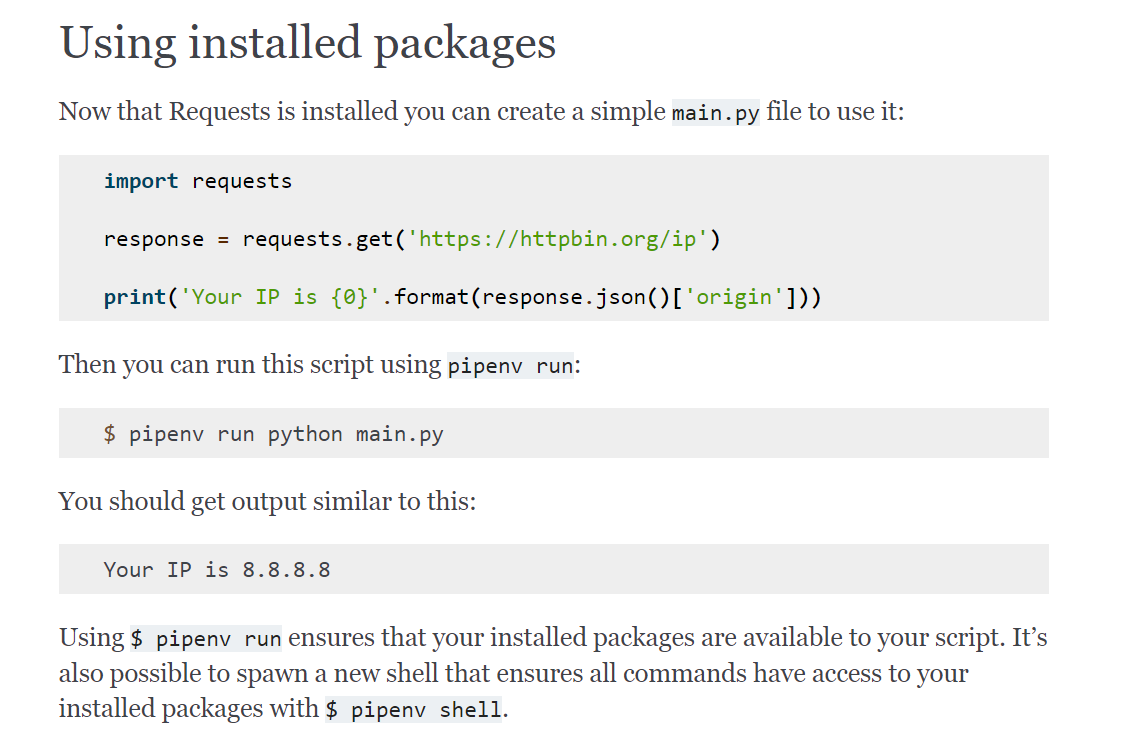 Using installed packages
Now that Requests is installed you can create a simple main.py file to use it:
import requests
response = requests.get('https://httpbin.org/ip')
print('Your IP is {0}'.format(response.json()['origin']))
Then you can run this script using pipenv run:
$ pipenv run python main.py
You should get output similar to this:
Your IP is 8.8.8.8
Using $ pipenv run ensures that your installed packages are available to your script. It’s
also possible to spawn a new shell that ensures all commands have access to your
installed packages with $ pipenv shell.